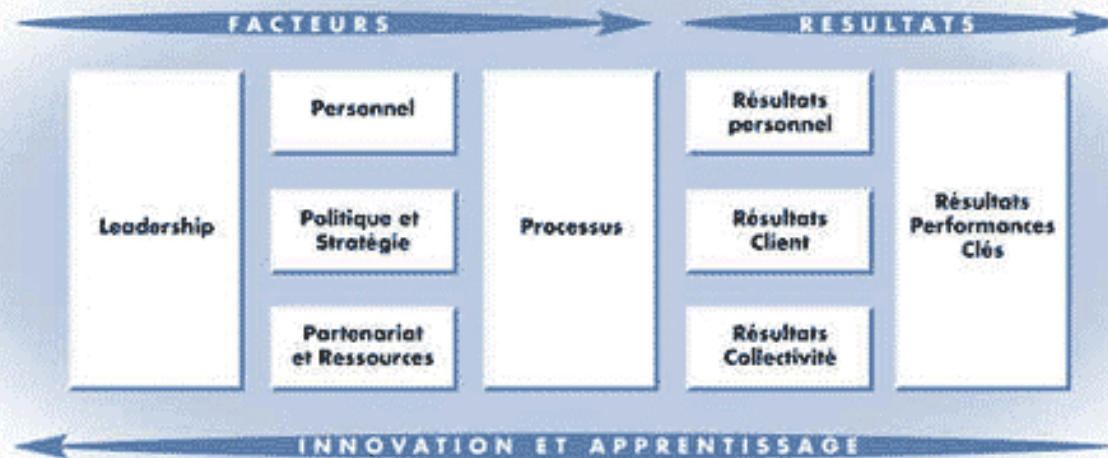 FACTEURS
RESULTATS
Leadership
Personnel
Politique et
Stratégie
Partenariat
et Ressources
Processus
Résultats
personnel
Résultats
Client
Résultats
Collectivité
Résultats
Performances
Clés
INNOVATION ET APPRENTISSAGE